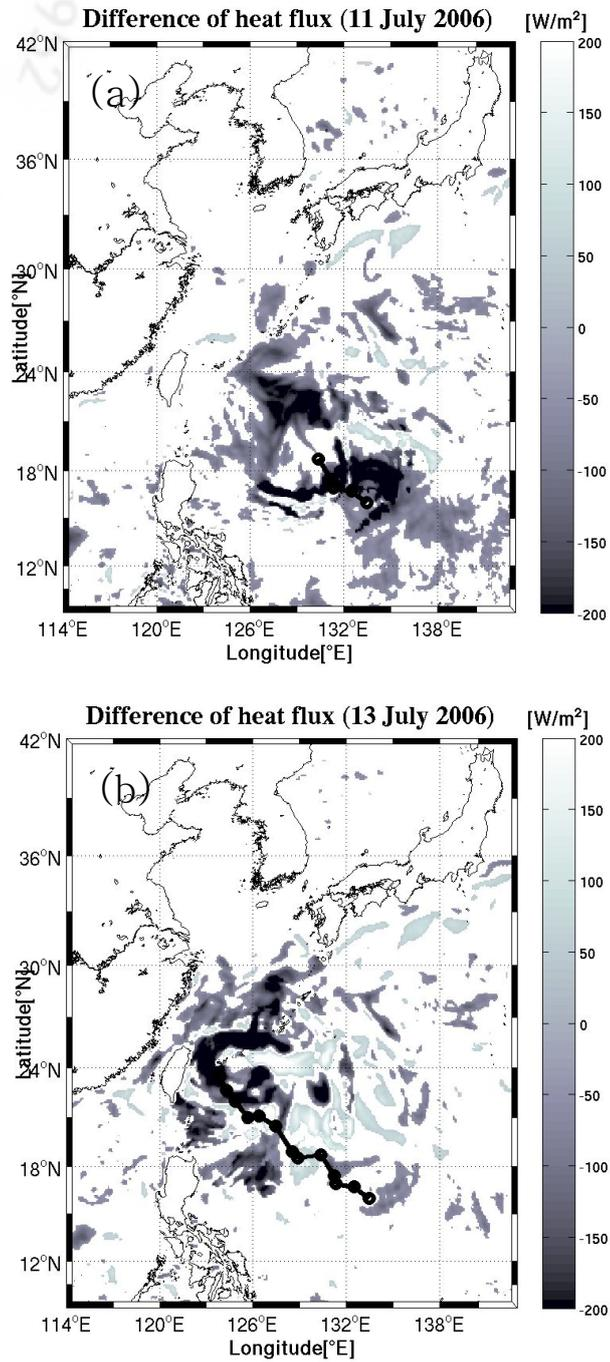 Difference of heat flux (11 July 2006)
[W/m²]
(a)
42°N
36°N
30°N
24°N
18°N
12°N
Latitude[°N]
114°E 120°E 126°E 132°E 138°E
Longitude[°E]
200
150
100
50
0
-50
-100
-150
-200
Difference of heat flux (13 July 2006)
[W/m²]
(b)
42°N
36°N
30°N
24°N
18°N
12°N
Latitude[°N]
114°E 120°E 126°E 132°E 138°E
Longitude[°E]
200
150
100
50
0
-50
-100
-150
-200